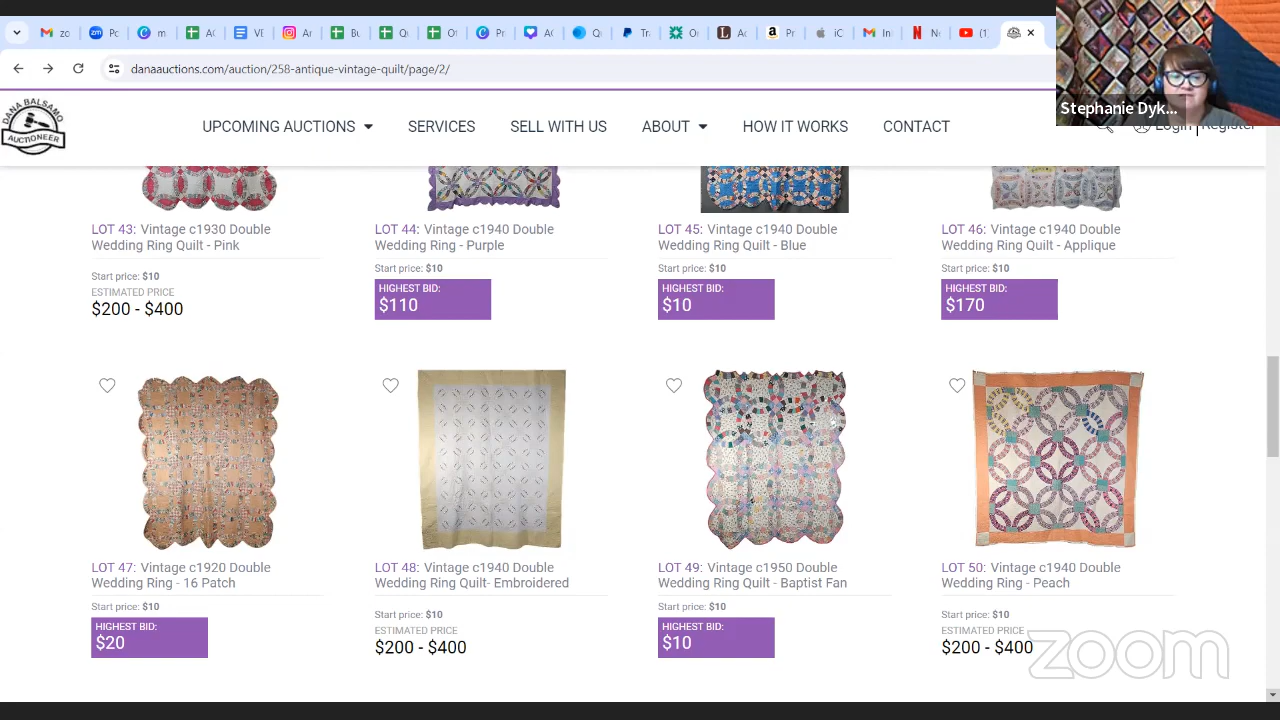 danaauctions.com/auction/258-antique-vintage-quilt/page/2/
Stephanie Dyk...
DANA BALSAMO
AUCTIONEER
UPCOMING AUCTIONS SERVICES SELL WITH US ABOUT HOW IT WORKS CONTACT
Login | Register
LOT 43: Vintage c1930 Double
Wedding Ring Quilt - Pink
Start price: $10
ESTIMATED PRICE
$200 - $400
LOT 44: Vintage c1940 Double
Wedding Ring - Purple
Start price: $10
HIGHEST BID:
$110
LOT 45: Vintage c1940 Double
Wedding Ring Quilt - Blue
Start price: $10
HIGHEST BID:
$10
LOT 46: Vintage c1940 Double
Wedding Ring Quilt - Applique
Start price: $10
HIGHEST BID:
$170
LOT 47: Vintage c1920 Double
Wedding Ring - 16 Patch
Start price: $10
HIGHEST BID:
$20
LOT 48: Vintage c1940 Double
Wedding Ring Quilt- Embroidered
Start price: $10
ESTIMATED PRICE
$200 - $400
LOT 49: Vintage c1950 Double
Wedding Ring Quilt - Baptist Fan
Start price: $10
HIGHEST BID:
$10
LOT 50: Vintage c1940 Double
Wedding Ring - Peach
Start price: $10
ESTIMATED PRICE
$200 - $400
zoom